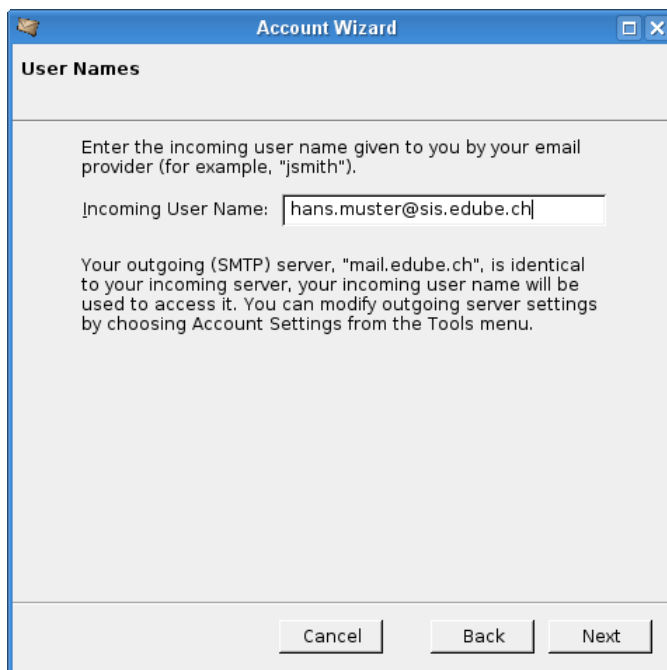 Account Wizard
User Names
Enter the incoming user name given to you by your email
provider (for example, "jsmith").
Incoming User Name: hans.muster@sis.edube.ch
Your outgoing (SMTP) server, "mail.edube.ch", is identical
to your incoming server, your incoming user name will be
used to access it. You can modify outgoing server settings
by choosing Account Settings from the Tools menu.
Cancel Back Next